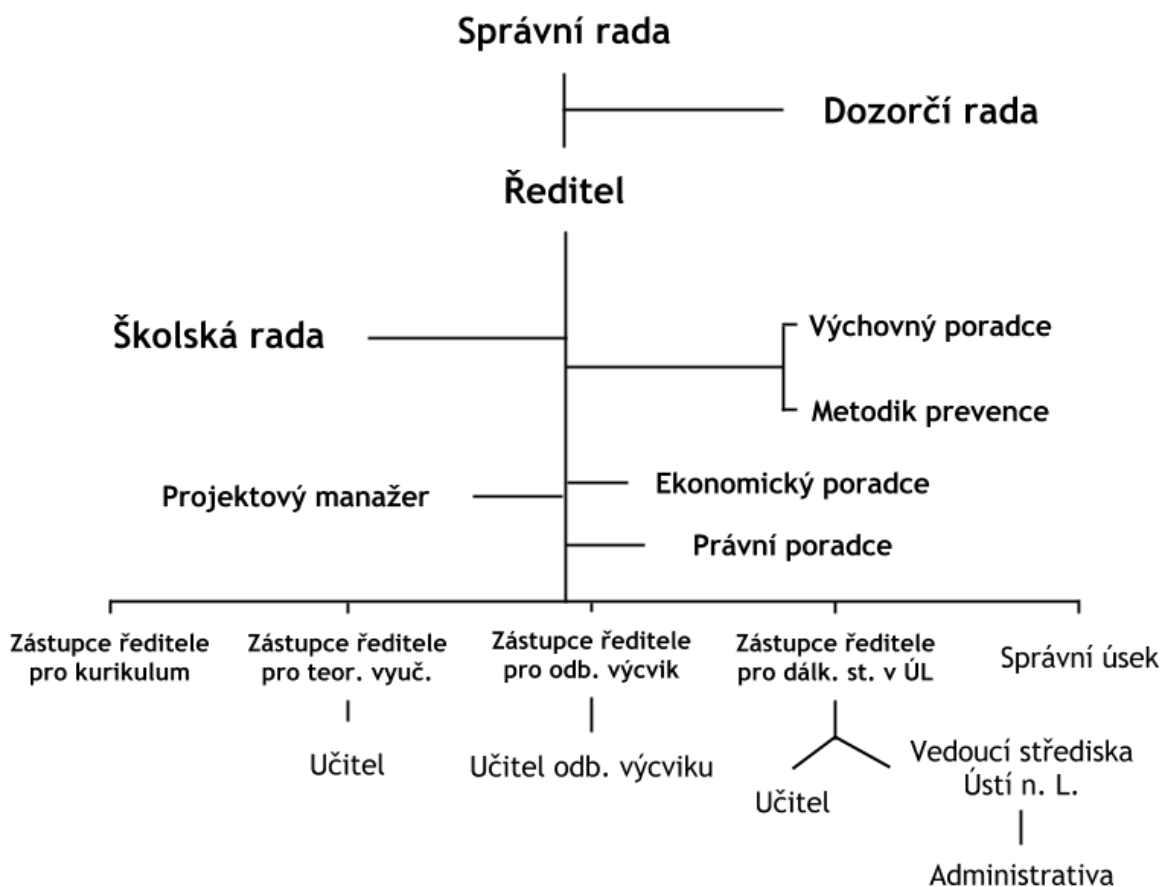 Správní rada
Dozorčí rada
Ředitel
Školská rada
Výchovný poradce
Metodik prevence
Projektový manažer
Ekonomický poradce
Právní poradce
Zástupce ředitele
pro kurikulum
Zástupce ředitele
pro teor. vyuč.
Zástupce ředitele
pro odb. výcvik
Zástupce ředitele
pro dálk. st. v ÚL
Správní úsek
Učitel
Učitel odb. výcviku
Učitel
Vedoucí střediska
Ústí n. L.
Administrativa